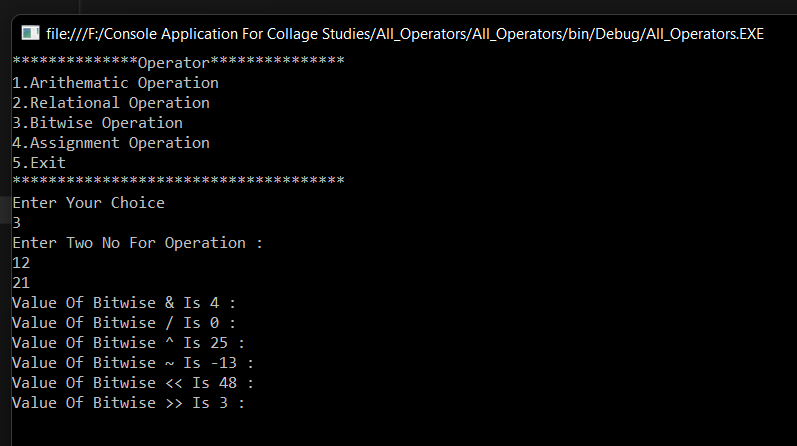 file:///F:/Console Application For Collage Studies/All_Operators/All_Operators/bin/Debug/All_Operators.EXE
**************Operator***************
1.Arithematic Operation
2.Relational Operation
3.Bitwise Operation
4.Assignment Operation
5.Exit
*************************************
Enter Your Choice
3
Enter Two No For Operation :
12
21
Value Of Bitwise & Is 4 :
Value Of Bitwise / Is 0 :
Value Of Bitwise ^ Is 25 :
Value Of Bitwise ~ Is -13 :
Value Of Bitwise << Is 48 :
Value Of Bitwise >> Is 3 :